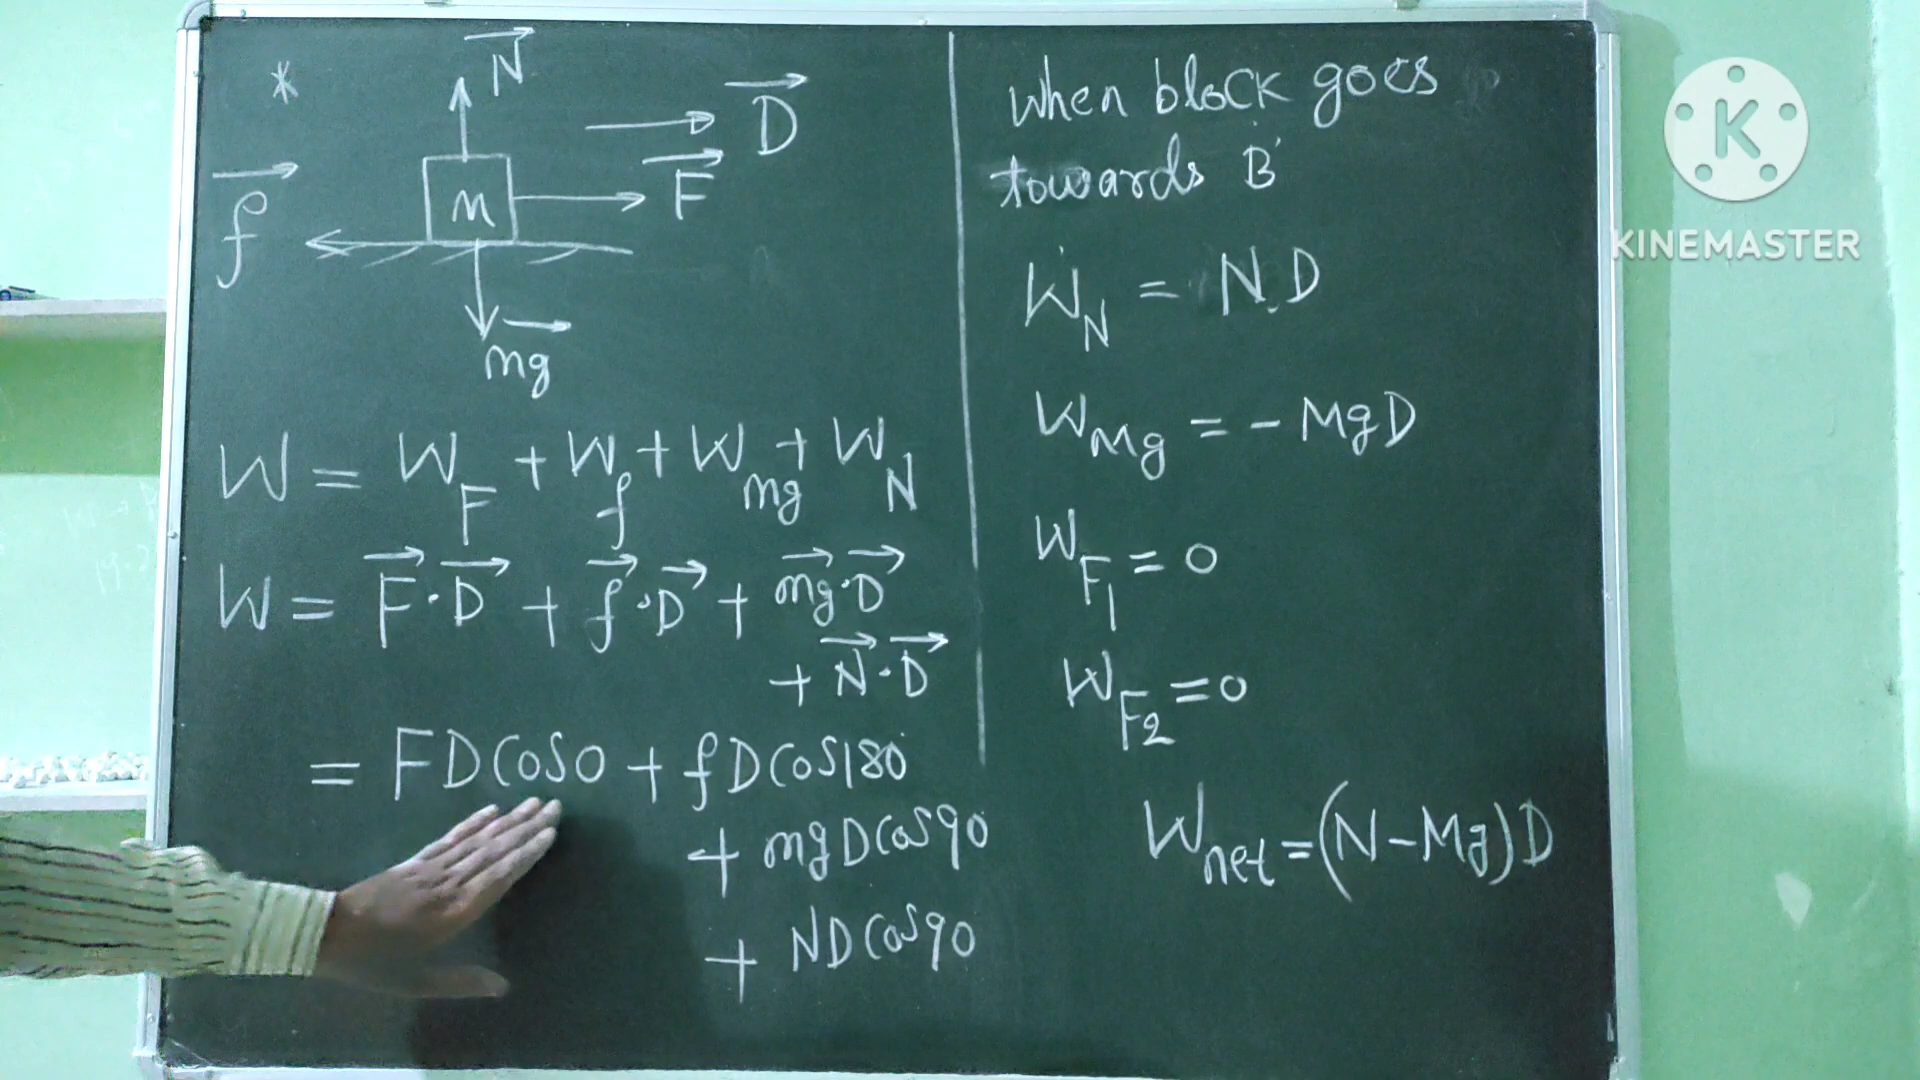 *
N
D
F
f
M
mg
W = W_F + W_f + W_mg + W_N
W = F·D + f·D + mg·D
+ N·D
= FDCos0 + fDCos180
+ mgDCos90
+ NDCos90
When block goes
towards B
W_N = N.D
W_Mg = - MgD
W_F1 = 0
W_F2 = 0
W_net = (N-Mg)D
K
KINEMASTER